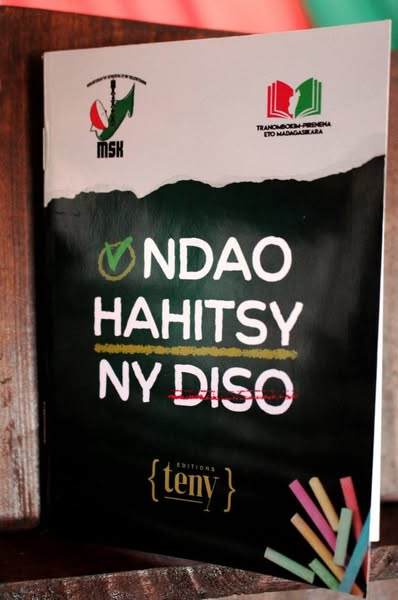 MSK
TRANOMBOKIM-PIRENENA
ETO MADAGASIKARA
NDAO
HAHITSY
NY DISO
EDITIONS
{teny}